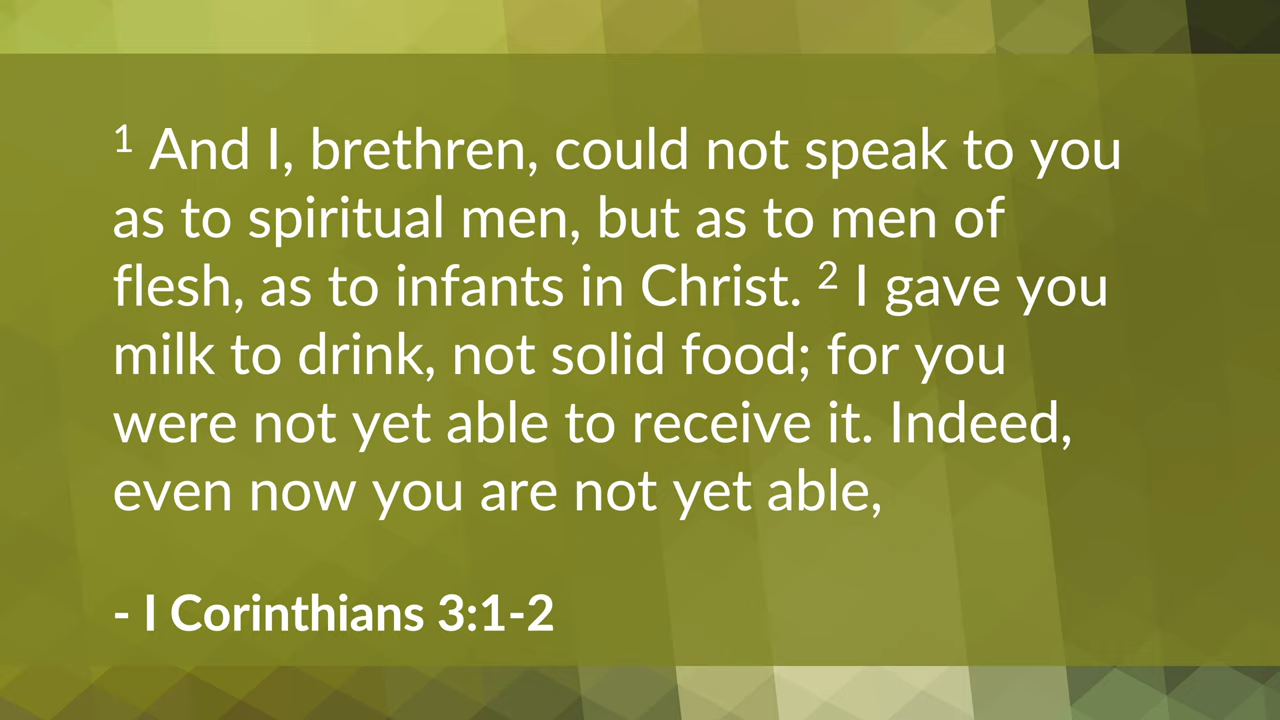 1 And I, brethren, could not speak to you
as to spiritual men, but as to men of
flesh, as to infants in Christ. 2 I gave you
milk to drink, not solid food; for you
were not yet able to receive it. Indeed,
even now you are not yet able,
- I Corinthians 3:1-2